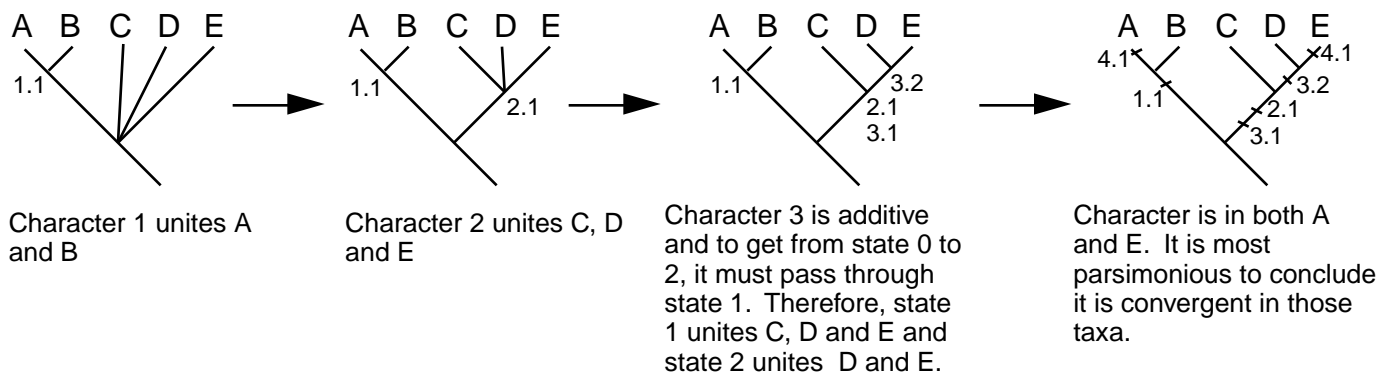 A B C D E
1.1
Character 1 unites A
and B
A B C D E
1.1
2.1
Character 2 unites C, D
and E
A B C D E
1.1
3.2
2.1
3.1
Character 3 is additive
and to get from state 0 to
2, it must pass through
state 1. Therefore, state
1 unites C, D and E and
state 2 unites D and E.
A B C D E
4.1
4.1
1.1
3.2
2.1
3.1
Character is in both A
and E. It is most
parsimonious to conclude
it is convergent in those
taxa.